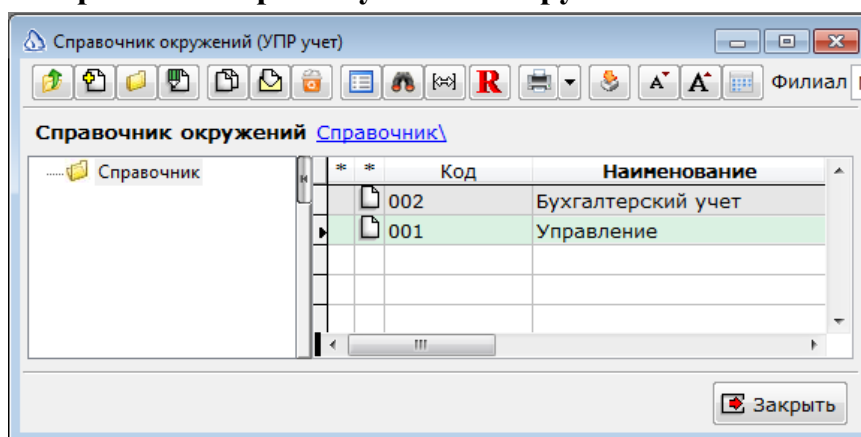 Справочник окружений (УПР учет)
R А А Филиал
Справочник окружений Справочник\
Справочник
* * Код Наименование
002 Бухгалтерский учет
001 Управление
Закрыть